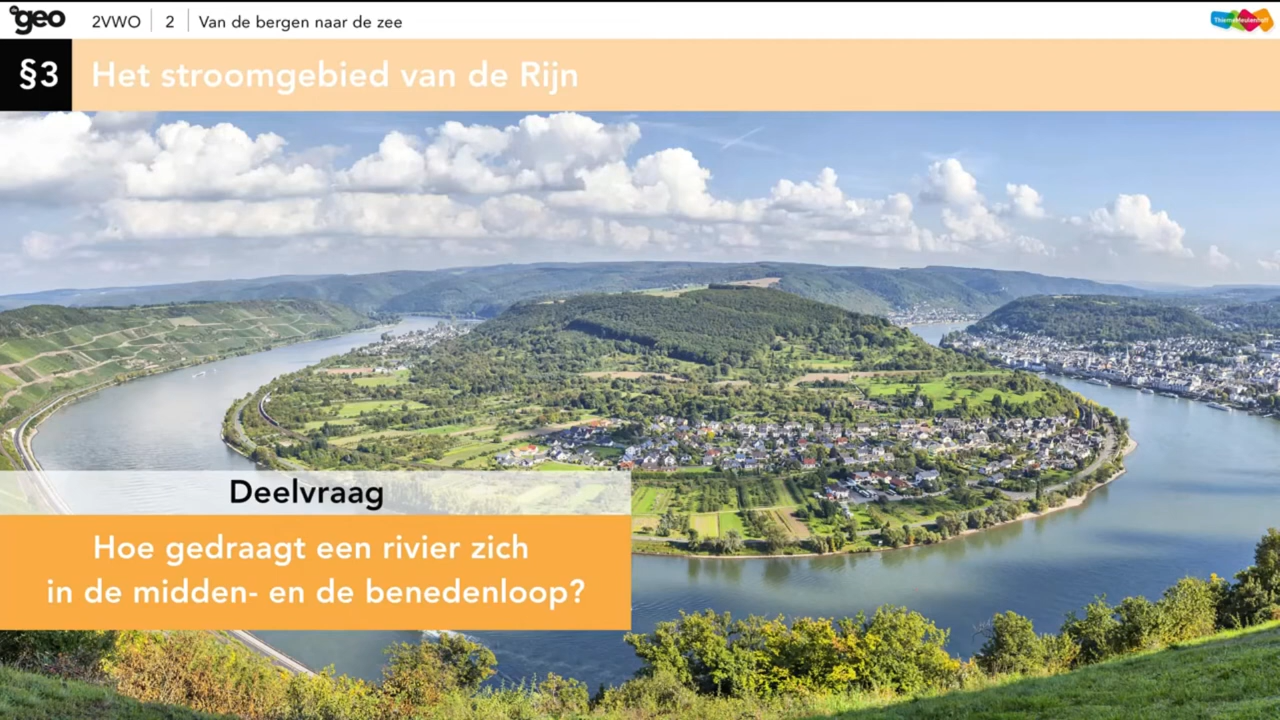 geo 2VWO 2 Van de bergen naar de zee ThiemeMeulenhoff
§3 Het stroomgebied van de Rijn
Deelvraag
Hoe gedraagt een rivier zich
in de midden- en de benedenloop?